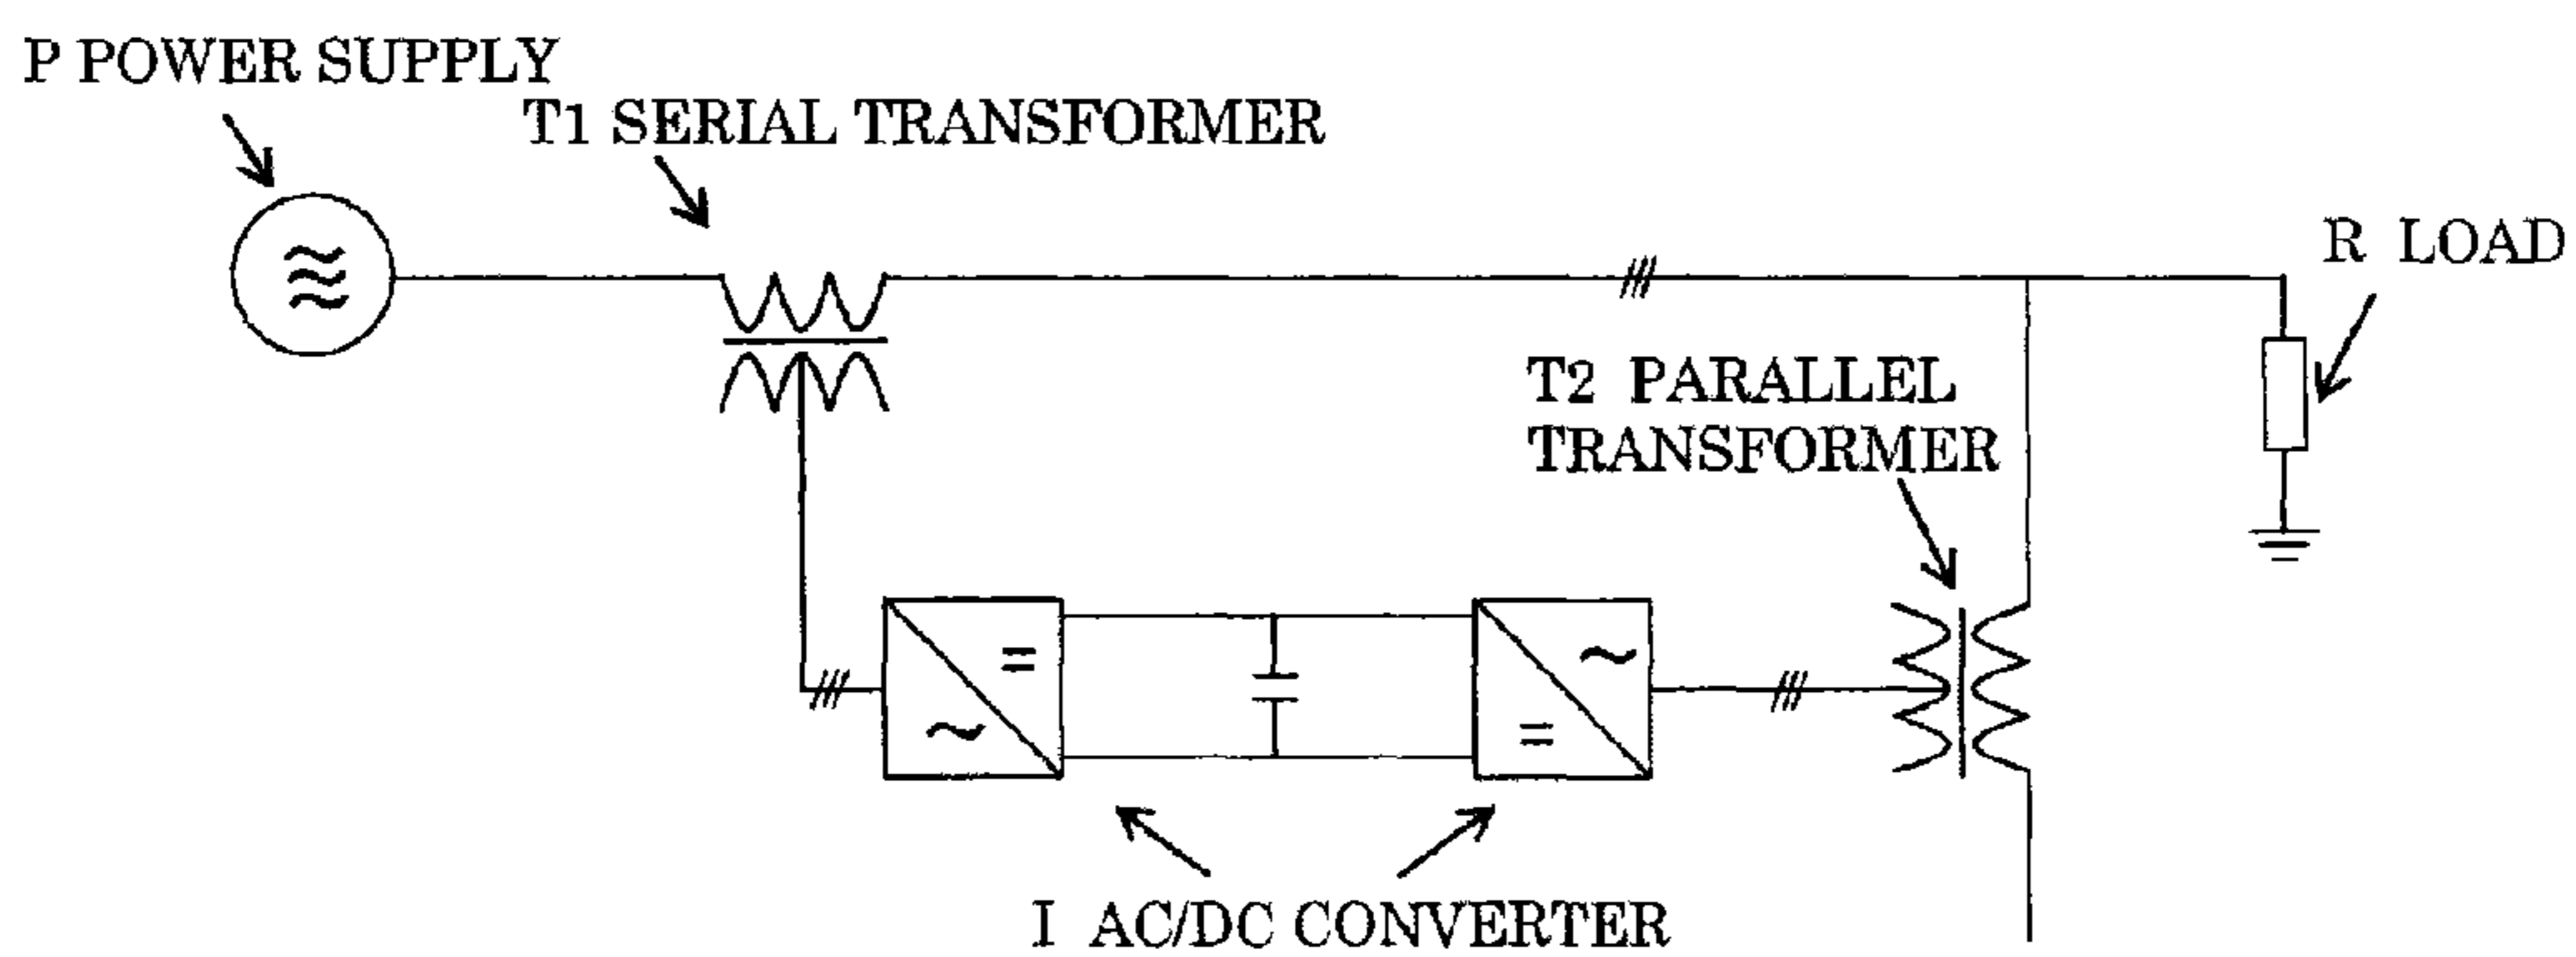 P POWER SUPPLY
T1 SERIAL TRANSFORMER
R LOAD
T2 PARALLEL
TRANSFORMER
I AC/DC CONVERTER